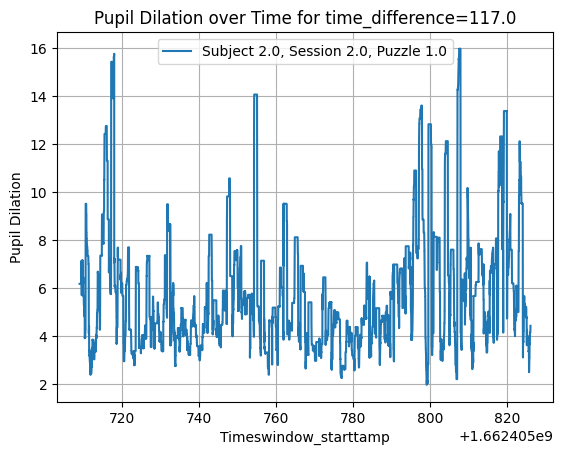 Pupil Dilation over Time for time_difference=117.0
Subject 2.0, Session 2.0, Puzzle 1.0
Pupil Dilation
16
14
12
10
8
6
4
2
720 740 760 780 800 820
Timeswindow_starttamp
+1.662405e9